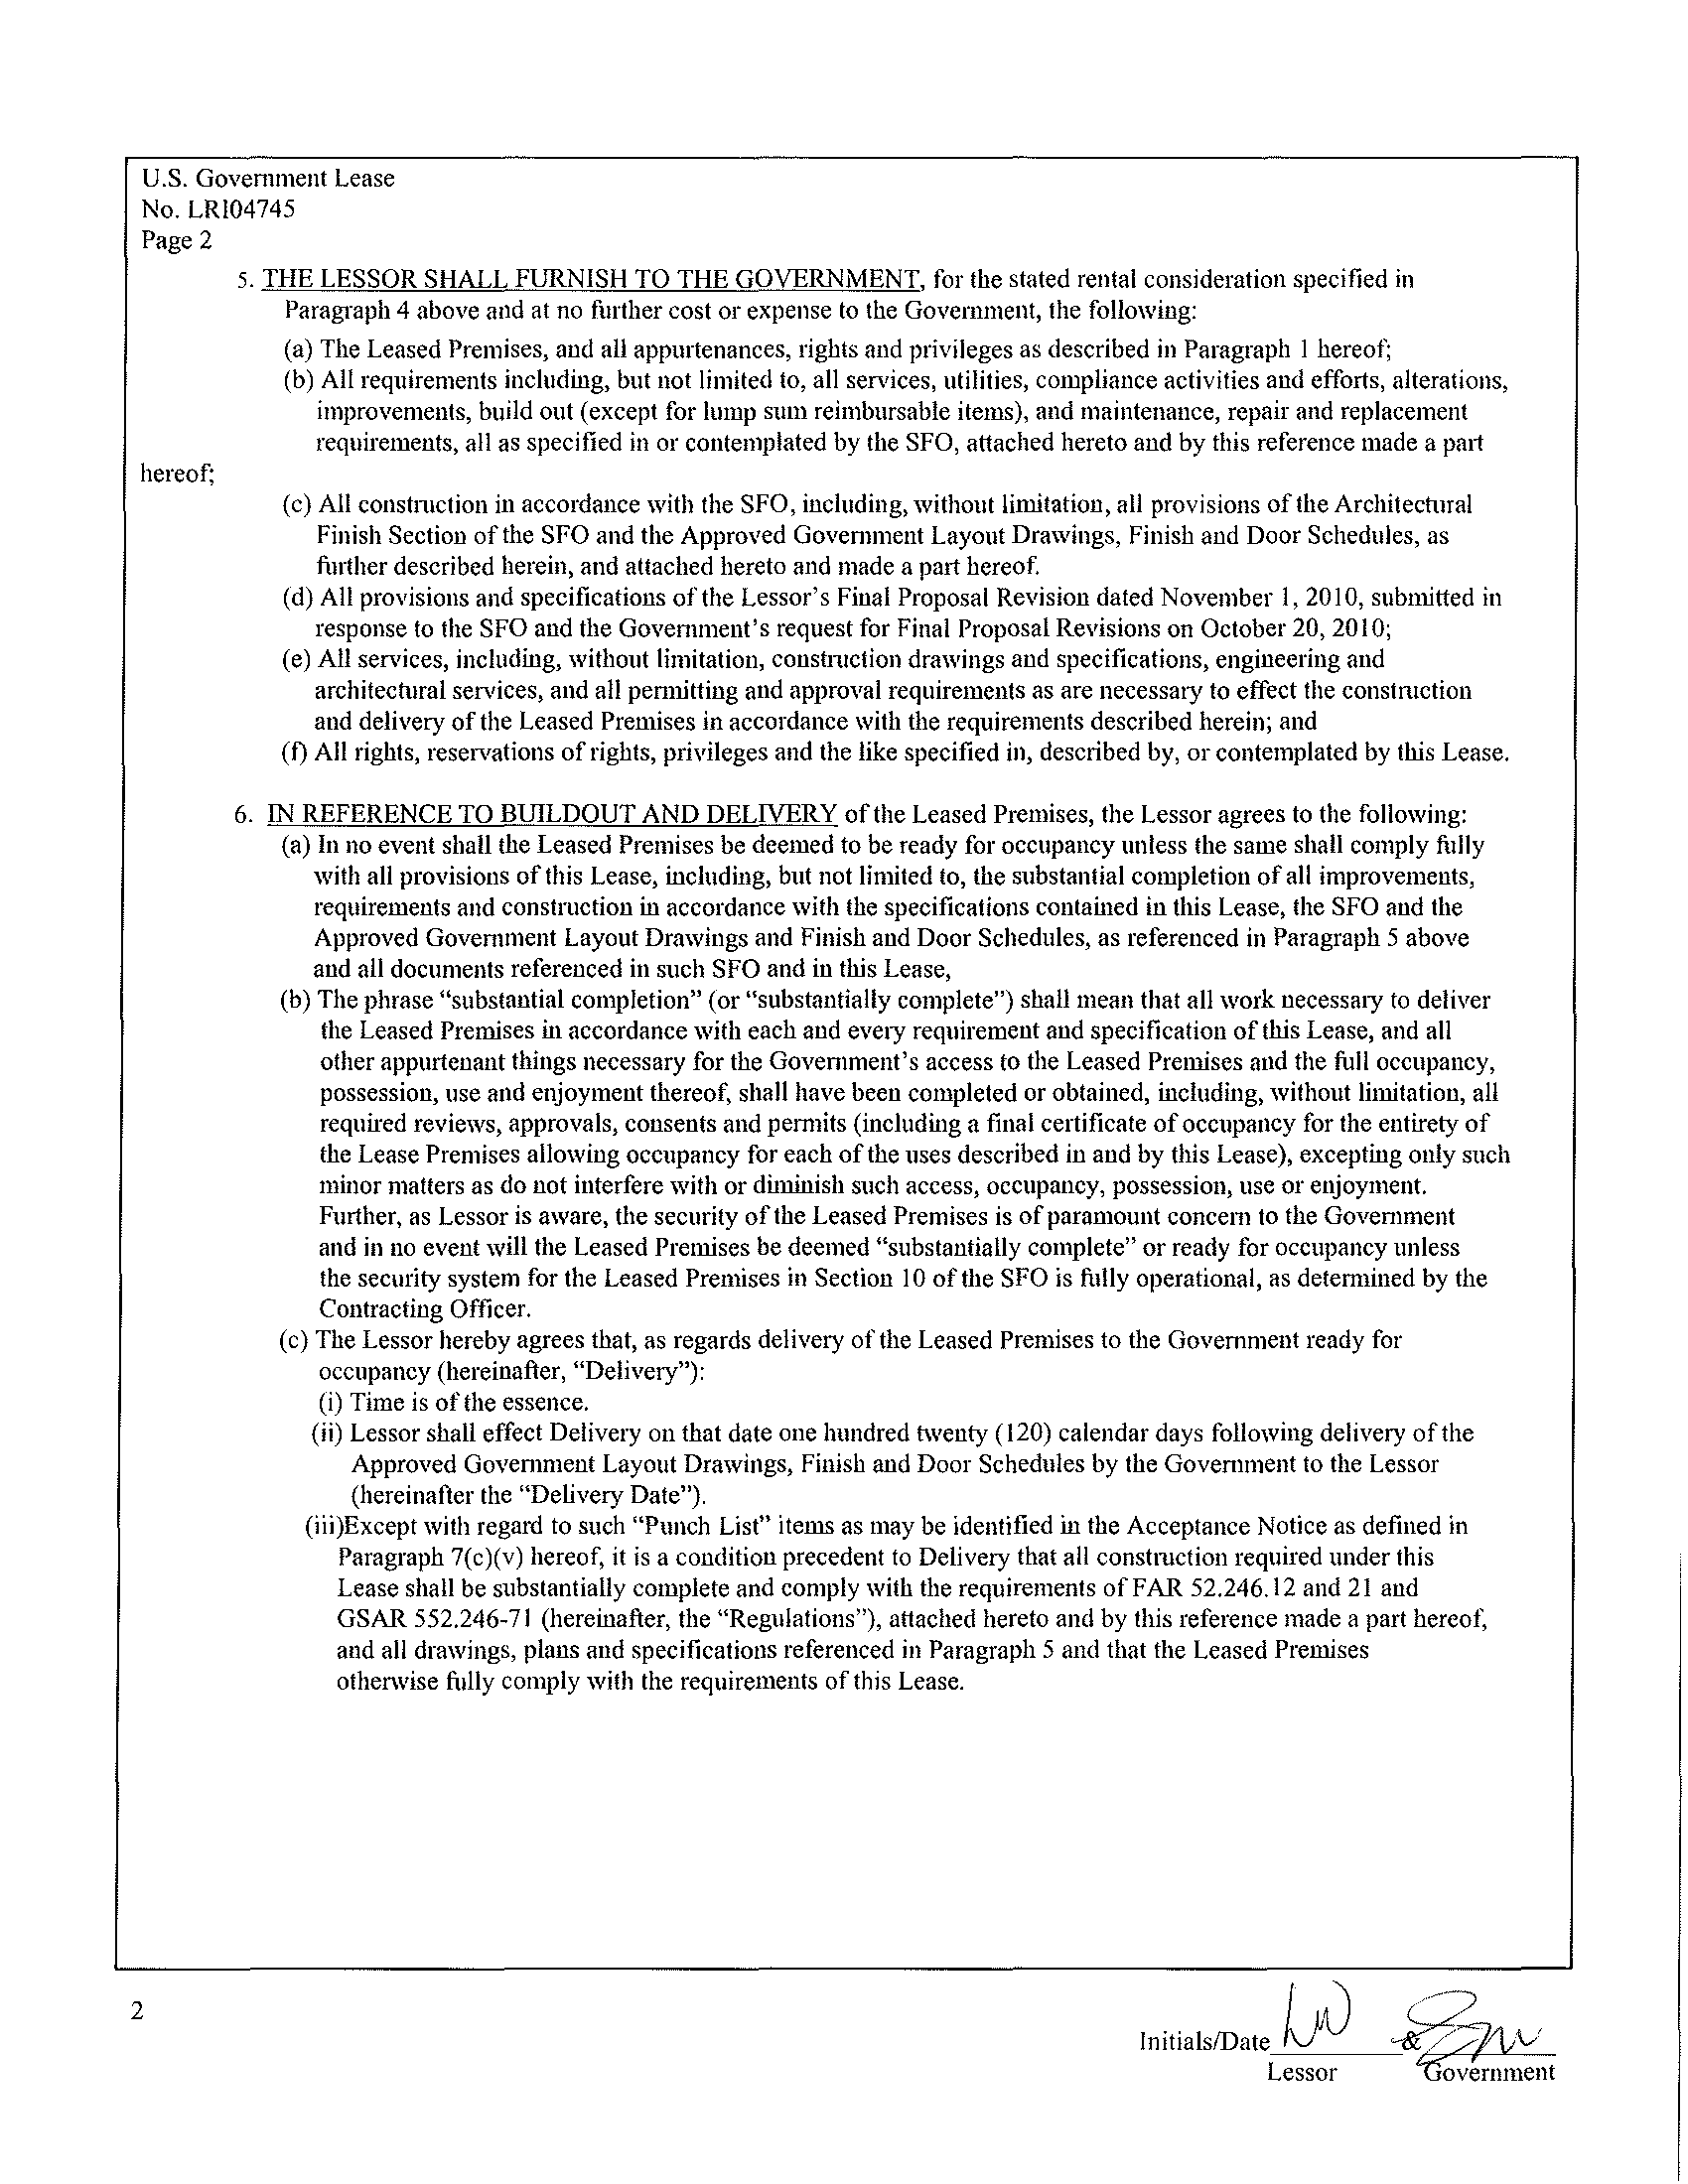 U.S. Government Lease
No. LRI04745
Page 2
5. THE LESSOR SHALL FURNISH TO THE GOVERNMENT, for the stated rental consideration specified in
Paragraph 4 above and at no further cost or expense to the Government, the following:
(a) The Leased Premises, and all appurtenances, rights and privileges as described in Paragraph 1 hereof;
(b) All requirements including, but not limited to, all services, utilities, compliance activities and efforts, alterations,
improvements, build out (except for lump sum reimbursable items), and maintenance, repair and replacement
requirements, all as specified in or contemplated by the SFO, attached hereto and by this reference made a part
hereof;
(c) All construction in accordance with the SFO, including, without limitation, all provisions of the Architectural
Finish Section of the SFO and the Approved Government Layout Drawings, Finish and Door Schedules, as
further described herein, and attached hereto and made a part hereof.
(d) All provisions and specifications of the Lessor's Final Proposal Revision dated November 1, 2010, submitted in
response to the SFO and the Government's request for Final Proposal Revisions on October 20, 2010;
(e) All services, including, without limitation, construction drawings and specifications, engineering and
architectural services, and all permitting and approval requirements as are necessary to effect the construction
and delivery of the Leased Premises in accordance with the requirements described herein; and
(f) All rights, reservations of rights, privileges and the like specified in, described by, or contemplated by this Lease.
6. IN REFERENCE TO BUILDOUT AND DELIVERY of the Leased Premises, the Lessor agrees to the following:
(a) In no event shall the Leased Premises be deemed to be ready for occupancy unless the same shall comply fully
with all provisions of this Lease, including, but not limited to, the substantial completion of all improvements,
requirements and construction in accordance with the specifications contained in this Lease, the SFO and the
Approved Government Layout Drawings and Finish and Door Schedules, as referenced in Paragraph 5 above
and all documents referenced in such SFO and in this Lease,
(b) The phrase "substantial completion" (or "substantially complete") shall mean that all work necessary to deliver
the Leased Premises in accordance with each and every requirement and specification of this Lease, and all
other appurtenant things necessary for the Government's access to the Leased Premises and the full occupancy,
possession, use and enjoyment thereof, shall have been completed or obtained, including, without limitation, all
required reviews, approvals, consents and permits (including a final certificate of occupancy for the entirety of
the Lease Premises allowing occupancy for each of the uses described in and by this Lease), excepting only such
minor matters as do not interfere with or diminish such access, occupancy, possession, use or enjoyment.
Further, as Lessor is aware, the security of the Leased Premises is of paramount concern to the Government
and in no event will the Leased Premises be deemed "substantially complete" or ready for occupancy unless
the security system for the Leased Premises in Section 10 of the SFO is fully operational, as determined by the
Contracting Officer.
(c) The Lessor hereby agrees that, as regards delivery of the Leased Premises to the Government ready for
occupancy (hereinafter, "Delivery"):
(i) Time is of the essence.
(ii) Lessor shall effect Delivery on that date one hundred twenty (120) calendar days following delivery of the
Approved Government Layout Drawings, Finish and Door Schedules by the Government to the Lessor
(hereinafter the "Delivery Date").
(iii)Except with regard to such "Punch List" items as may be identified in the Acceptance Notice as defined in
Paragraph 7(c)(v) hereof, it is a condition precedent to Delivery that all construction required under this
Lease shall be substantially complete and comply with the requirements of FAR 52.246.12 and 21 and
GSAR 552.246-71 (hereinafter, the "Regulations"), attached hereto and by this reference made a part hereof,
and all drawings, plans and specifications referenced in Paragraph 5 and that the Leased Premises
otherwise fully comply with the requirements of this Lease.
2
Initials/Date &
Lessor Government